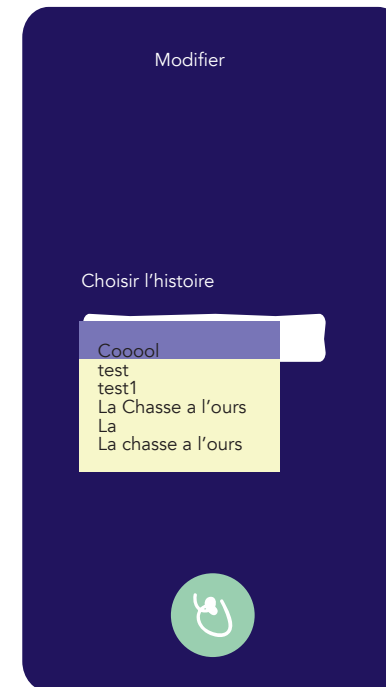 Modifier
Choisir l’histoire
Cooool
test
test1
La Chasse a l’ours
La
La chasse a l’ours